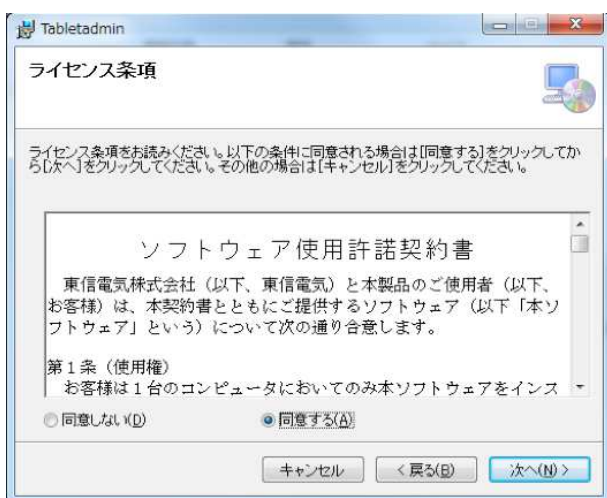 Tabletadmin
ライセンス条項
ライセンス条項をお読みください。以下の条件に同意される場合は[同意する]をクリックしてか
ら[次へ]をクリックしてください。その他の場合は[キャンセル]をクリックしてください。
ソフトウェア使用許諾契約書
東信電気株式会社（以下、東信電気）と本製品のご使用者（以下、
お客様）は、本契約書とともにご提供するソフトウェア（以下「本ソ
フトウェア」という）について次の通り合意します。
第１条（使用権）
お客様は１台のコンピュータにおいてのみ本ソフトウェアをインス
同意しない(D) 同意する(A)
キャンセル < 戻る(B) 次へ(N) >